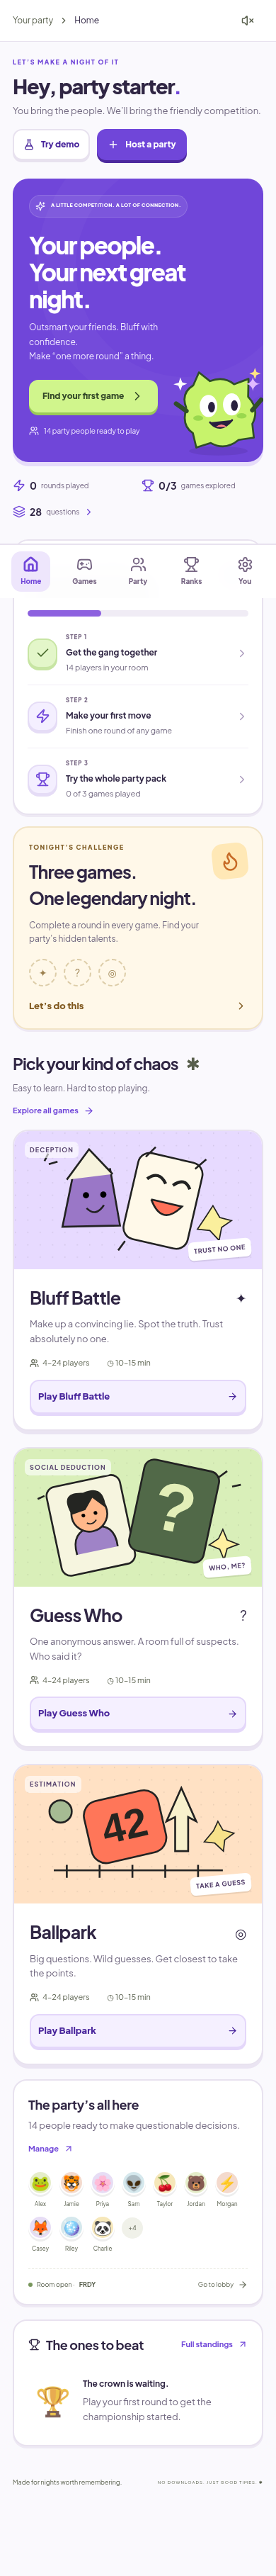 Your party > Home
LET'S MAKE A NIGHT OF IT
Hey, party starter.
You bring the people. We'll bring the friendly competition.
Try demo
Host a party
A LITTLE COMPETITION. A LOT OF CONNECTION.
Your people.
Your next great
night.
Outsmart your friends. Bluff with
confidence.
Make "one more round" a thing.
Find your first game
14 party people ready to play
0 rounds played
0/3 games explored
28 questions
Home
Games
Party
Ranks
You
STEP 1
Get the gang together
14 players in your room
STEP 2
Make your first move
Finish one round of any game
STEP 3
Try the whole party pack
0 of 3 games played
TONIGHT'S CHALLENGE
Three games.
One legendary night.
Complete a round in every game. Find your
party's hidden talents.
?
Let's do this
Pick your kind of chaos
Easy to learn. Hard to stop playing.
Explore all games
DECEPTION
TRUST NO ONE
Bluff Battle
Make up a convincing lie. Spot the truth. Trust
absolutely no one.
4–24 players
10–15 min
Play Bluff Battle
SOCIAL DEDUCTION
?
WHO, ME?
Guess Who
?
One anonymous answer. A room full of suspects.
Who said it?
4–24 players
10–15 min
Play Guess Who
ESTIMATION
42
TAKE A GUESS
Ballpark
Big questions. Wild guesses. Get closest to take
the points.
4–24 players
10–15 min
Play Ballpark
The party's all here
14 people ready to make questionable decisions.
Manage
Alex
Jamie
Priya
Sam
Taylor
Jordan
Morgan
Casey
Riley
Charlie
+4
Room open · FRDY
Go to lobby
The ones to beat
Full standings
The crown is waiting.
Play your first round to get the
championship started.
Made for nights worth remembering.
NO DOWNLOADS. JUST GOOD TIMES.